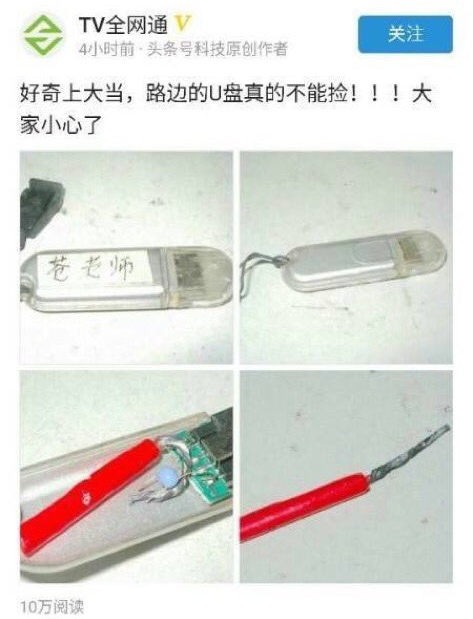 TV全网通 V
4小时前 · 头条号科技原创作者
关注
好奇上大当，路边的U盘真的不能捡！！！大
家小心了
苍老师
10万阅读